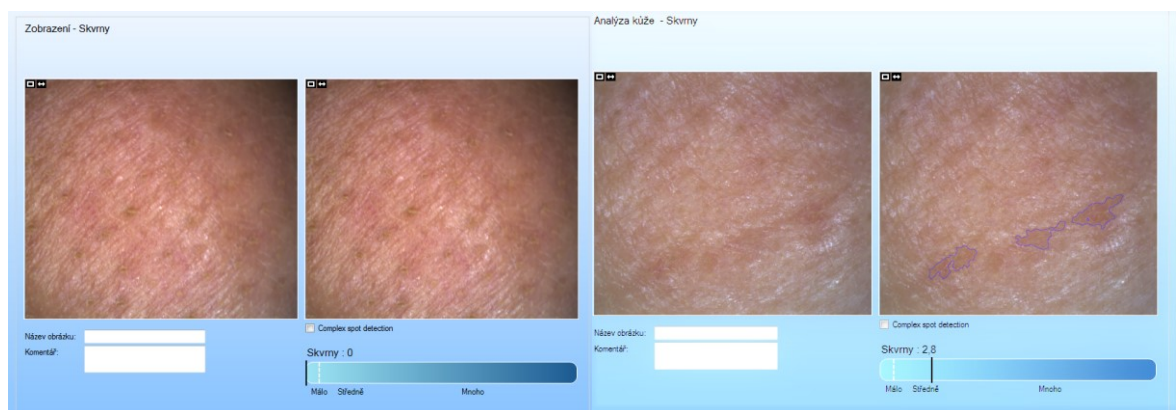 Zobrazení - Skvrny
Název obrázku:
Komentář:
Complex spot detection
Skvrny : 0
Málo Středně Mnoho
Analýza kůže - Skvrny
Název obrázku:
Komentář:
Complex spot detection
Skvrny : 2,8
Málo Středně Mnoho